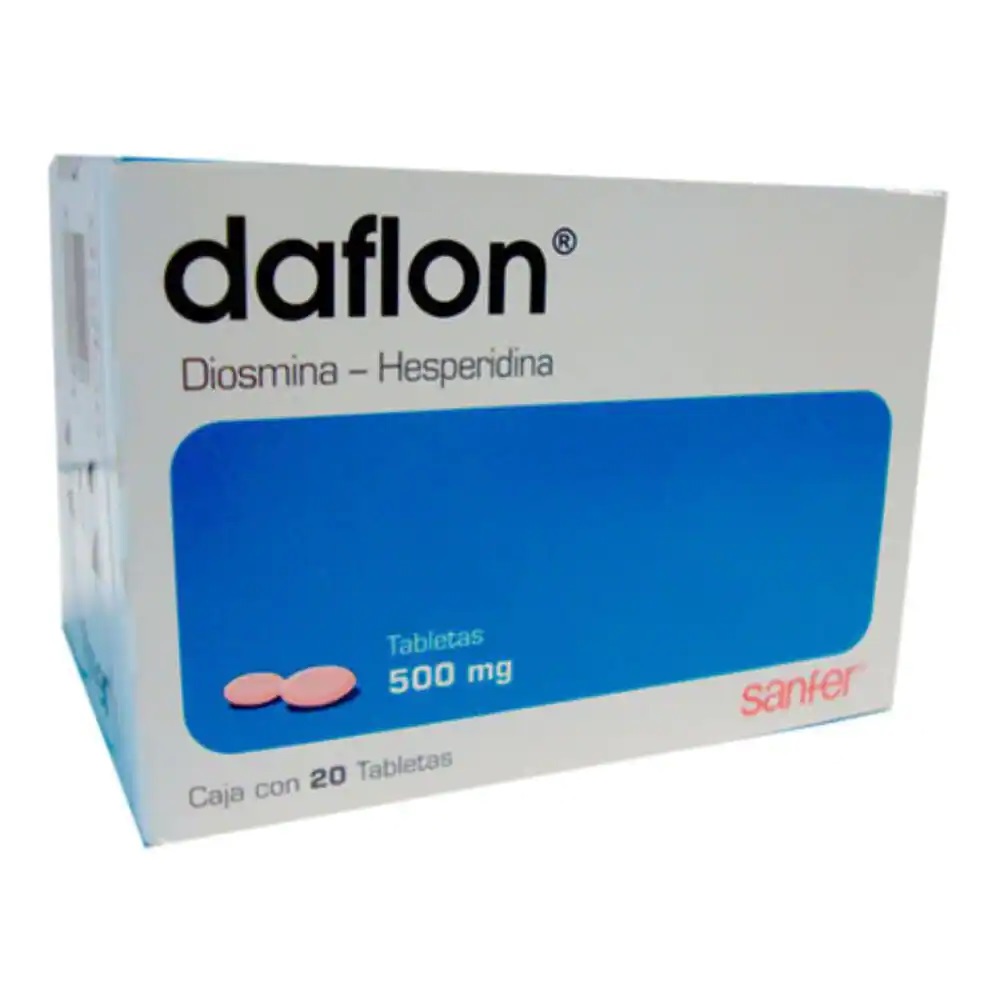 daflon®
Diosmina – Hesperidina
Tabletas
500 mg
sanfer®
Caja con 20 Tabletas